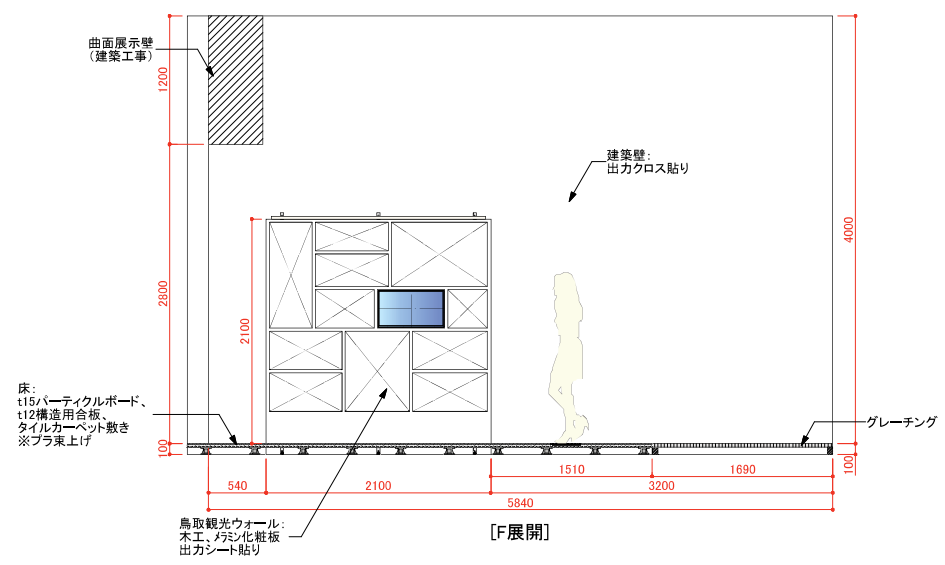 曲面展示壁
（建築工事）
1200
建築壁：
出力クロス貼り
4000
2800
2100
床：
t15パーティクルボード、
t12構造用合板、
タイルカーペット敷き
※プラ束上げ
グレーチング
100
100
1510
1690
540
2100
3200
5840
鳥取観光ウォール：
木工、メラミン化粧板
出力シート貼り
[F展開]